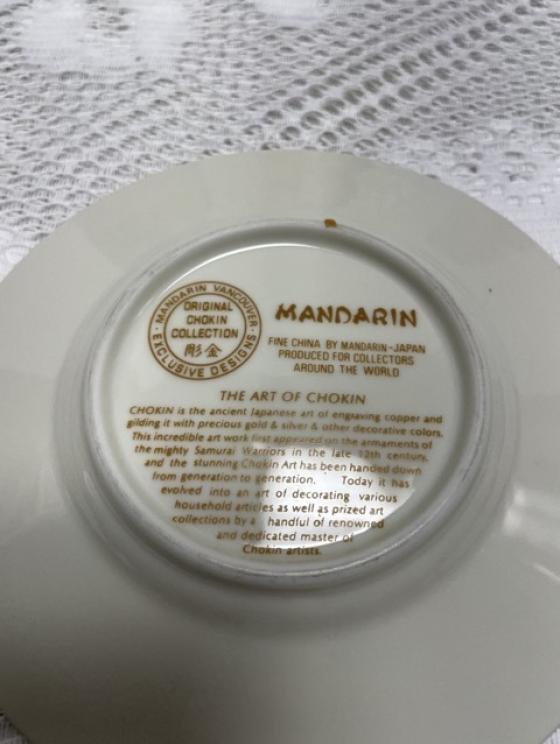 MANDARIN VANCOUVER
ORIGINAL
CHOKIN
COLLECTION
彫金
EXCLUSIVE DESIGNS
MANDARIN
FINE CHINA BY MANDARIN-JAPAN
PRODUCED FOR COLLECTORS
AROUND THE WORLD
THE ART OF CHOKIN
CHOKIN is the ancient Japanese art of engraving copper and
gilding it with precious gold & silver & other decorative colors.
This incredible art work first appeared on the armaments of
the mighty Samurai Warriors in the late 12th century,
and the stunning Chokin Art has been handed down
from generation to generation. Today it has
evolved into an art of decorating various
household articles as well as prized art
collections by a handful of renowned
and dedicated master of
Chokin artists.